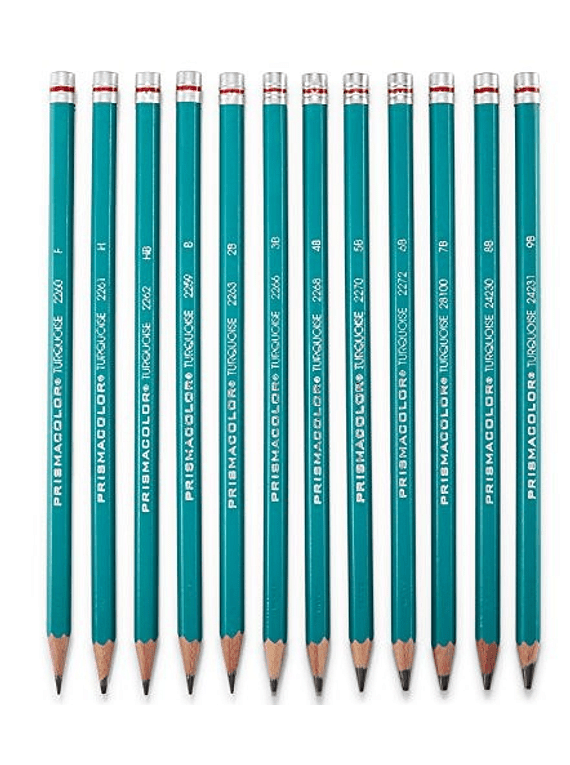 PRISMACOLOR® TURQUOISE 2260 F
PRISMACOLOR® TURQUOISE 2261 H
PRISMACOLOR® TURQUOISE 2262 HB
PRISMACOLOR® TURQUOISE 2259 B
PRISMACOLOR® TURQUOISE 2263 2B
PRISMACOLOR® TURQUOISE 2266 3B
PRISMACOLOR® TURQUOISE 2268 4B
PRISMACOLOR® TURQUOISE 2270 5B
PRISMACOLOR® TURQUOISE 2272 6B
PRISMACOLOR® TURQUOISE 28100 7B
PRISMACOLOR® TURQUOISE 24230 8B
PRISMACOLOR® TURQUOISE 24231 9B